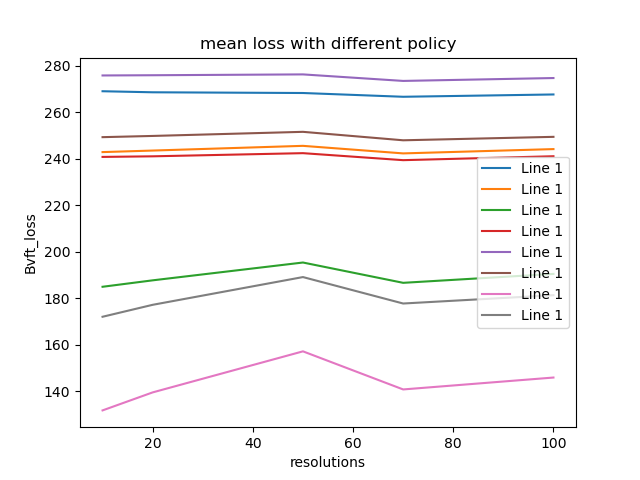 mean loss with different policy
Bvft_loss
280
260
240
220
200
180
160
140
Line 1
Line 1
Line 1
Line 1
Line 1
Line 1
Line 1
Line 1
20
40
60
80
100
resolutions